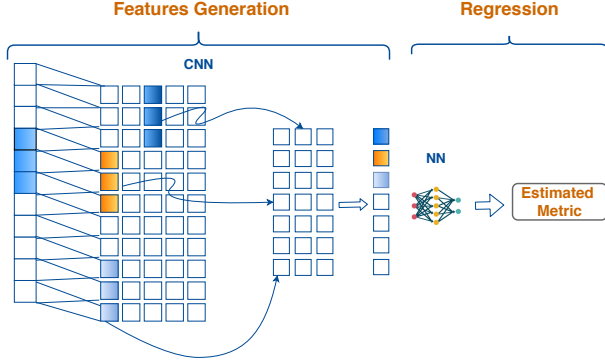 Features Generation
Regression
CNN
NN
Estimated
Metric